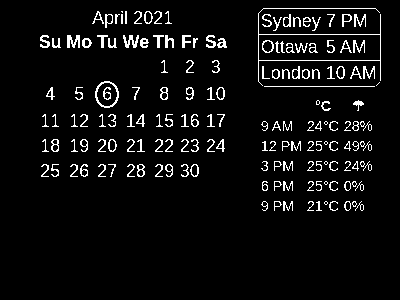 April 2021
Su Mo Tu We Th Fr Sa
1 2 3
4 5 6 7 8 9 10
11 12 13 14 15 16 17
18 19 20 21 22 23 24
25 26 27 28 29 30
Sydney 7 PM
Ottawa 5 AM
London 10 AM
°C
9 AM 24°C 28%
12 PM 25°C 49%
3 PM 25°C 24%
6 PM 25°C 0%
9 PM 21°C 0%